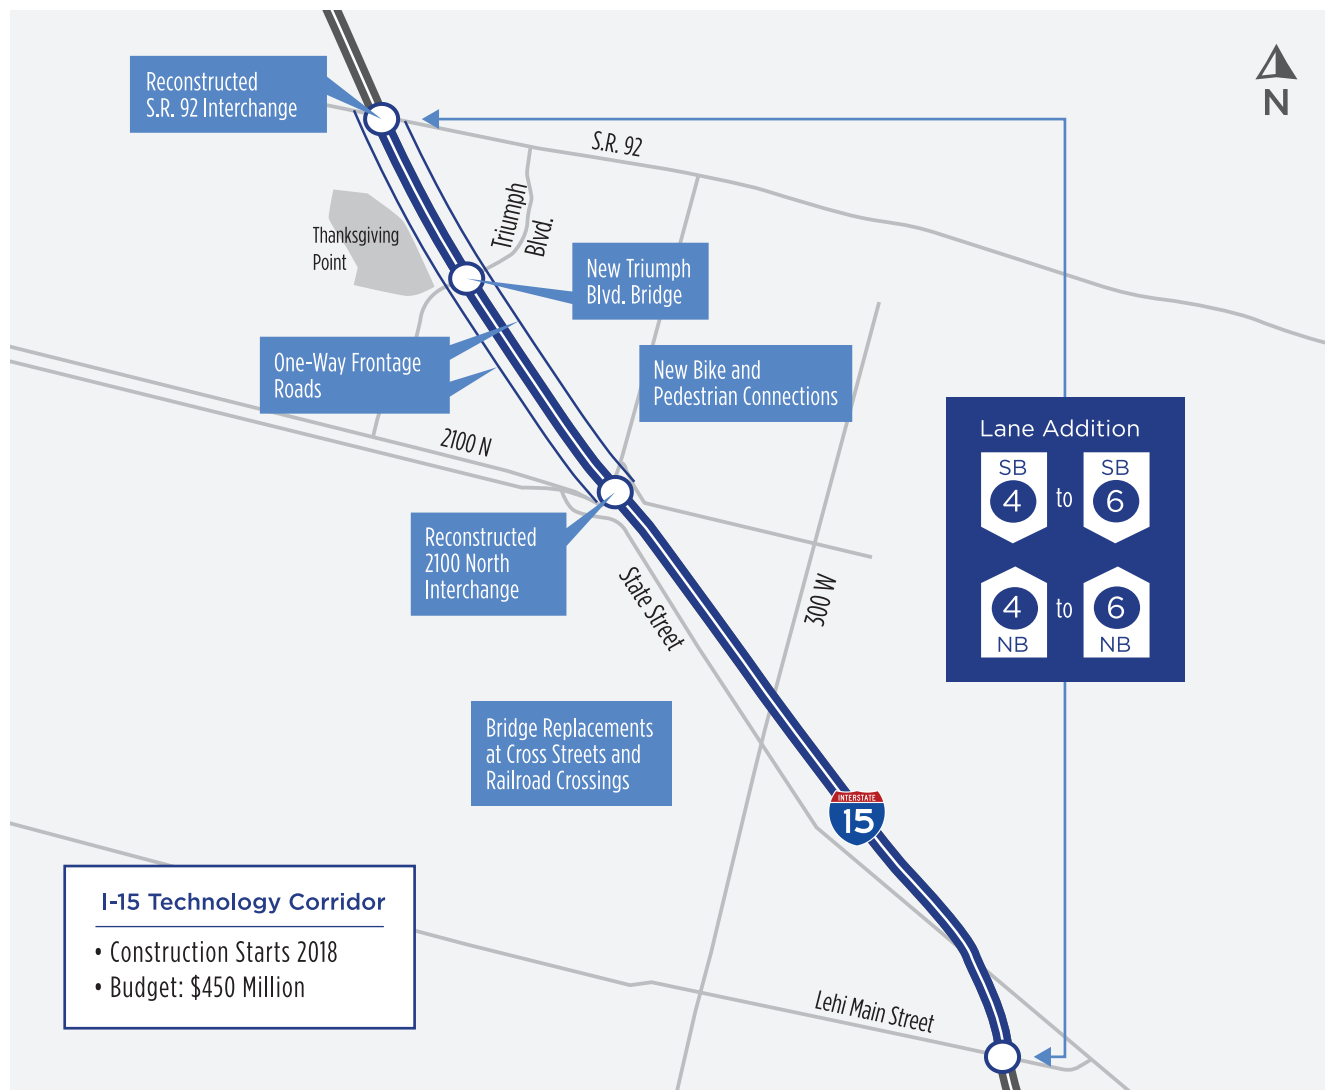 Reconstructed
S.R. 92 Interchange
N
S.R. 92
Triumph
Blvd.
Thanksgiving
Point
New Triumph
Blvd. Bridge
One-Way Frontage
Roads
New Bike and
Pedestrian Connections
2100 N
Lane Addition
SB
4
to
SB
6
4
NB
to
6
NB
Reconstructed
2100 North
Interchange
State Street
300 W
Bridge Replacements
at Cross Streets and
Railroad Crossings
INTERSTATE
15
I-15 Technology Corridor
• Construction Starts 2018
• Budget: $450 Million
Lehi Main Street